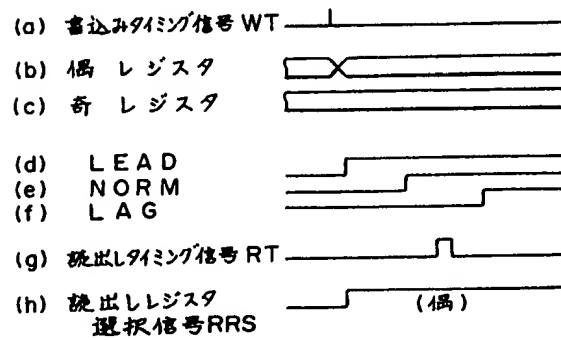 (a) 書込みタイミング信号 WT
(b) 偶 レジスタ
(c) 奇 レジスタ
(d) LEAD
(e) NORM
(f) LAG
(g) 読出しタイミング信号 RT
(h) 読出しレジスタ
選択信号RRS
(偶)